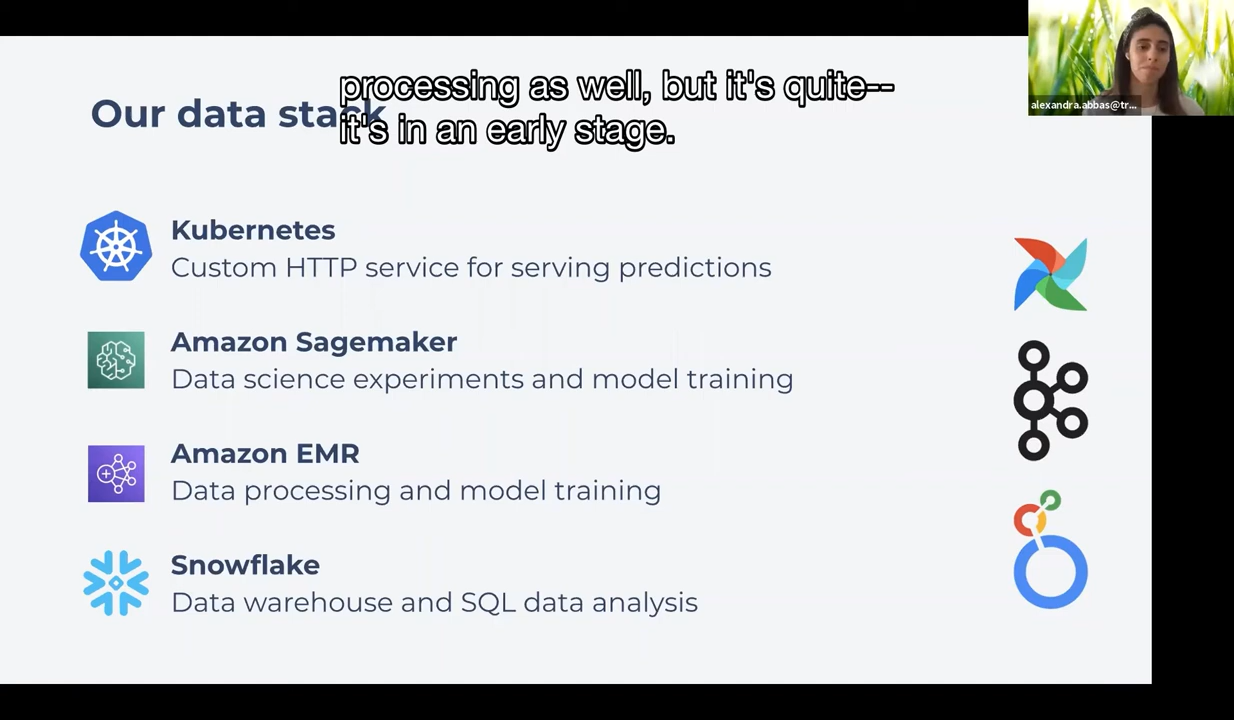 processing as well, but it's quite--
it's in an early stage.
alexandra.abbas@tr...
Our data stack
Kubernetes
Custom HTTP service for serving predictions
Amazon Sagemaker
Data science experiments and model training
Amazon EMR
Data processing and model training
Snowflake
Data warehouse and SQL data analysis